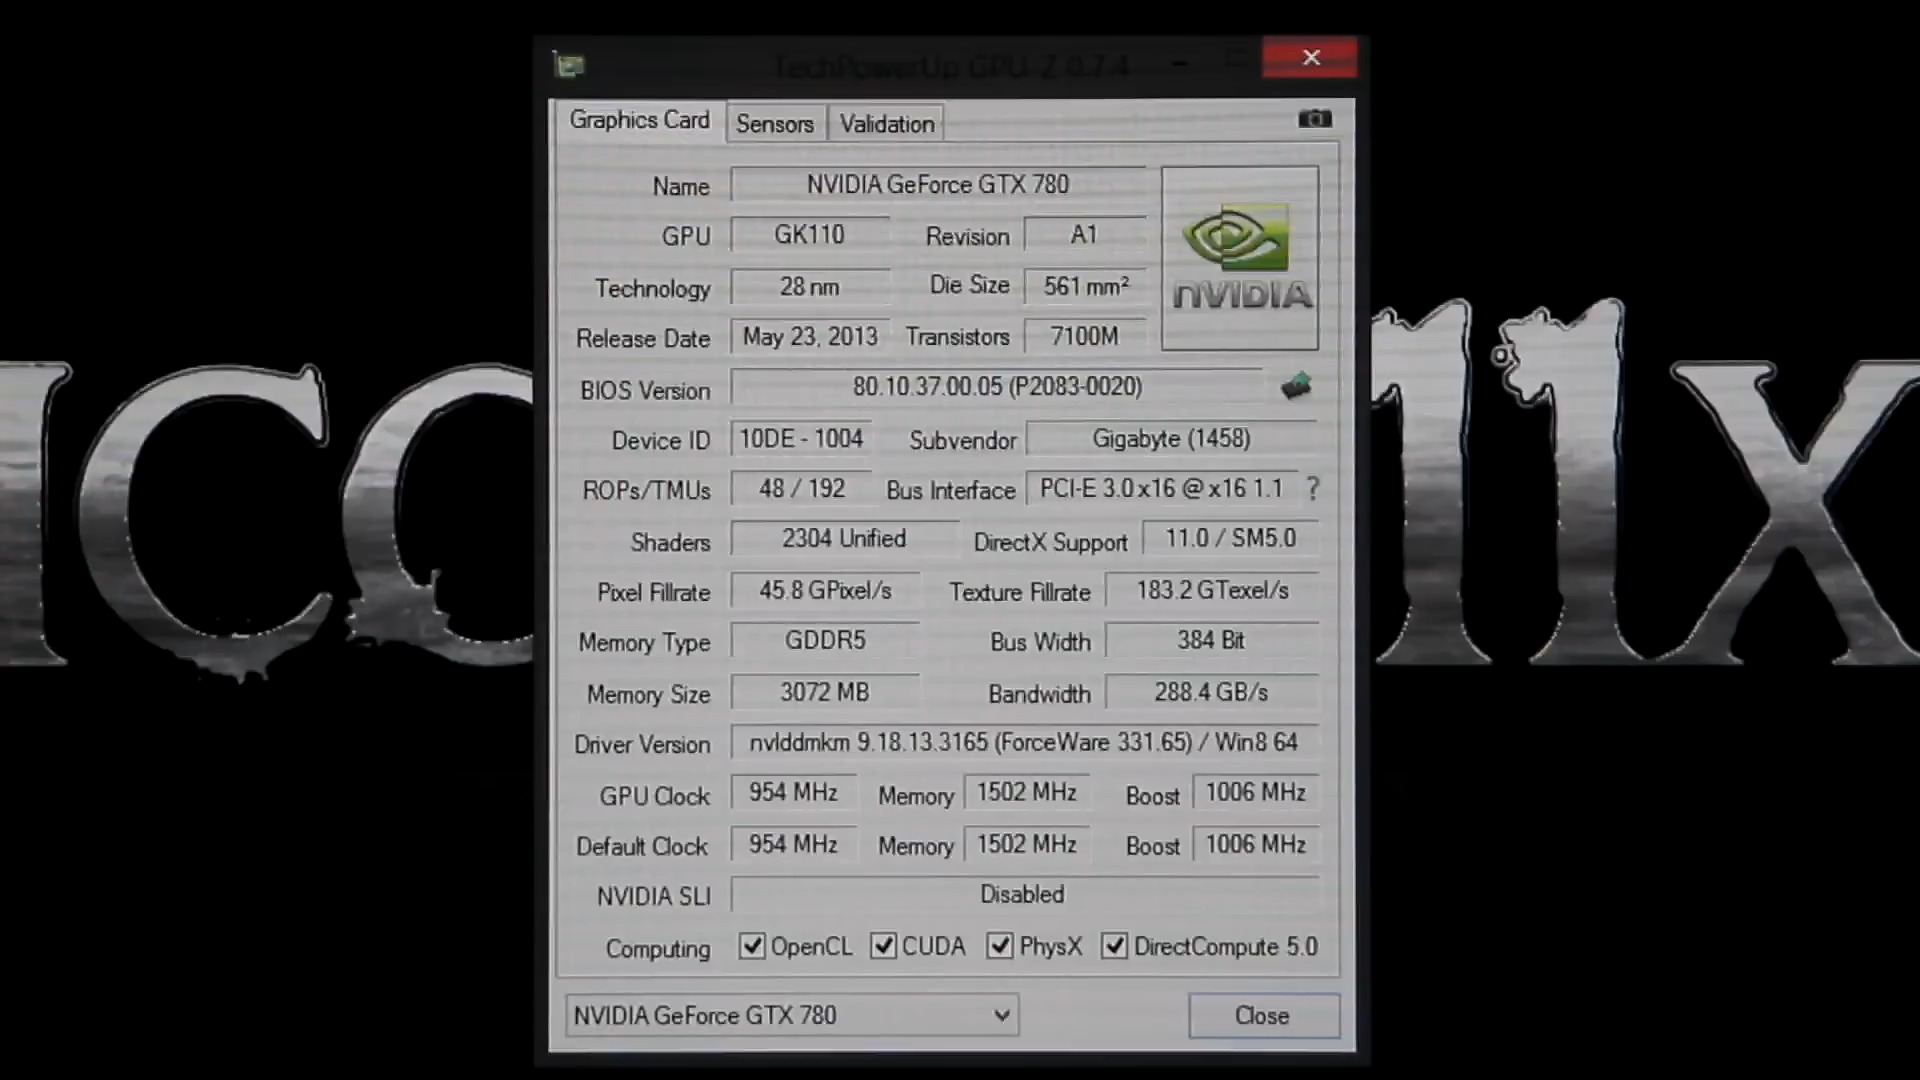 TechPowerUp GPU-Z 0.7.4
Graphics Card Sensors Validation
Name NVIDIA GeForce GTX 780
GPU GK110 Revision A1
Technology 28 nm Die Size 561 mm²
nVIDIA
Release Date May 23, 2013 Transistors 7100M
BIOS Version 80.10.37.00.05 (P2083-0020)
Device ID 10DE - 1004 Subvendor Gigabyte (1458)
ROPs/TMUs 48 / 192 Bus Interface PCI-E 3.0 x16 @ x16 1.1 ?
Shaders 2304 Unified DirectX Support 11.0 / SM5.0
Pixel Fillrate 45.8 GPixel/s Texture Fillrate 183.2 GTexel/s
Memory Type GDDR5 Bus Width 384 Bit
Memory Size 3072 MB Bandwidth 288.4 GB/s
Driver Version nvlddmkm 9.18.13.3165 (ForceWare 331.65) / Win8 64
GPU Clock 954 MHz Memory 1502 MHz Boost 1006 MHz
Default Clock 954 MHz Memory 1502 MHz Boost 1006 MHz
NVIDIA SLI Disabled
Computing OpenCL CUDA PhysX DirectCompute 5.0
NVIDIA GeForce GTX 780 Close